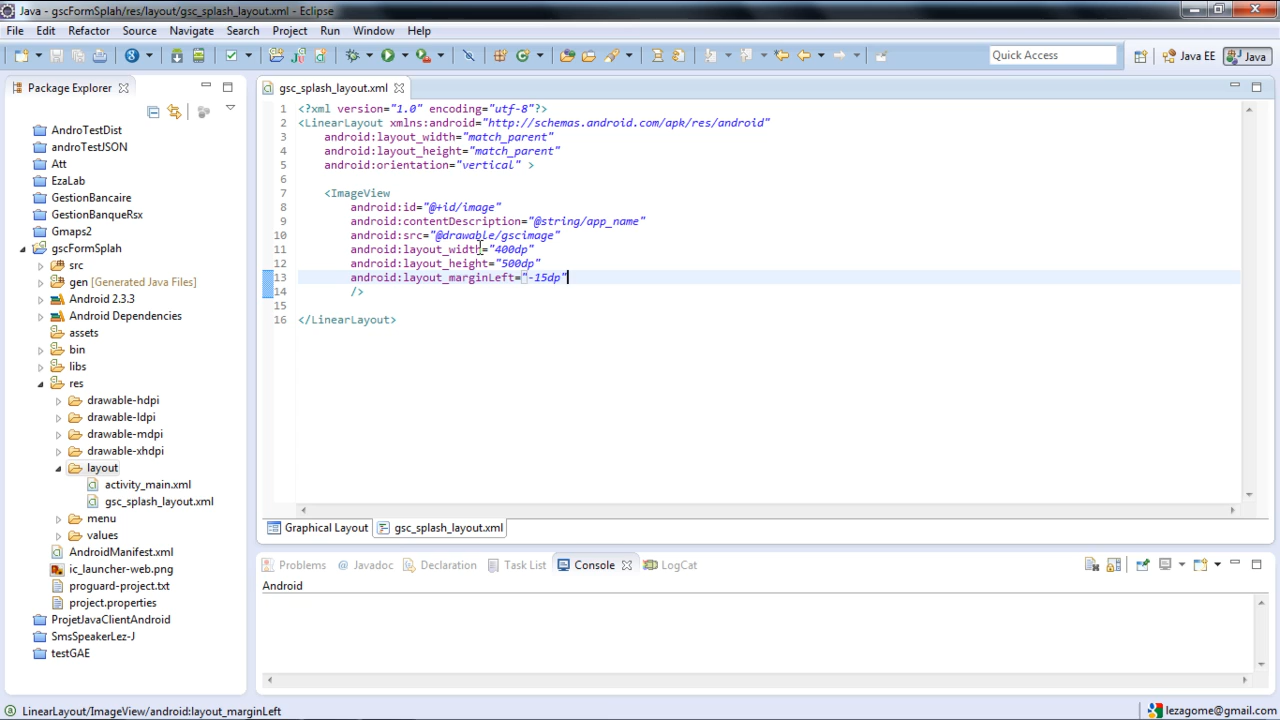 Java - gscFormSplah/res/layout/gsc_splash_layout.xml - Eclipse
File Edit Refactor Source Navigate Search Project Run Window Help
Quick Access
Java EE
Java
Package Explorer
gsc_splash_layout.xml
AndroTestDist
androTestJSON
Att
EzaLab
GestionBancaire
GestionBanqueRsx
Gmaps2
gscFormSplah
src
gen [Generated Java Files]
Android 2.3.3
Android Dependencies
assets
bin
libs
res
drawable-hdpi
drawable-ldpi
drawable-mdpi
drawable-xhdpi
layout
activity_main.xml
gsc_splash_layout.xml
menu
values
AndroidManifest.xml
ic_launcher-web.png
proguard-project.txt
project.properties
ProjetJavaClientAndroid
SmsSpeakerLez-J
testGAE
1 <?xml version="1.0" encoding="utf-8"?>
2 <LinearLayout xmlns:android="http://schemas.android.com/apk/res/android"
3 android:layout_width="match_parent"
4 android:layout_height="match_parent"
5 android:orientation="vertical" >
6
7 <ImageView
8 android:id="@+id/image"
9 android:contentDescription="@string/app_name"
10 android:src="@drawable/gscimage"
11 android:layout_width="400dp"
12 android:layout_height="500dp"
13 android:layout_marginLeft="-15dp"
14 />
15
16 </LinearLayout>
Graphical Layout
gsc_splash_layout.xml
Problems
Javadoc
Declaration
Task List
Console
LogCat
Android
LinearLayout/ImageView/android:layout_marginLeft
lezagome@gmail.com